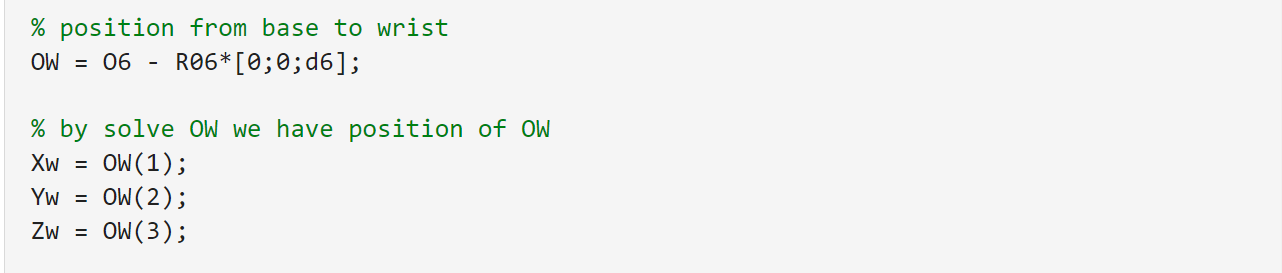 % position from base to wrist
OW = O6 - R06*[0;0;d6];
% by solve OW we have position of OW
Xw = OW(1);
Yw = OW(2);
Zw = OW(3);